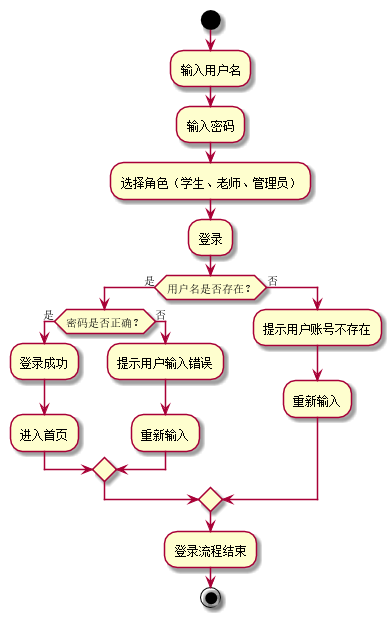 输入用户名
输入密码
选择角色（学生、老师、管理员）
登录
是
用户名是否存在？
否
是
密码是否正确？
否
提示用户账号不存在
登录成功
提示用户输入错误
重新输入
进入首页
重新输入
登录流程结束